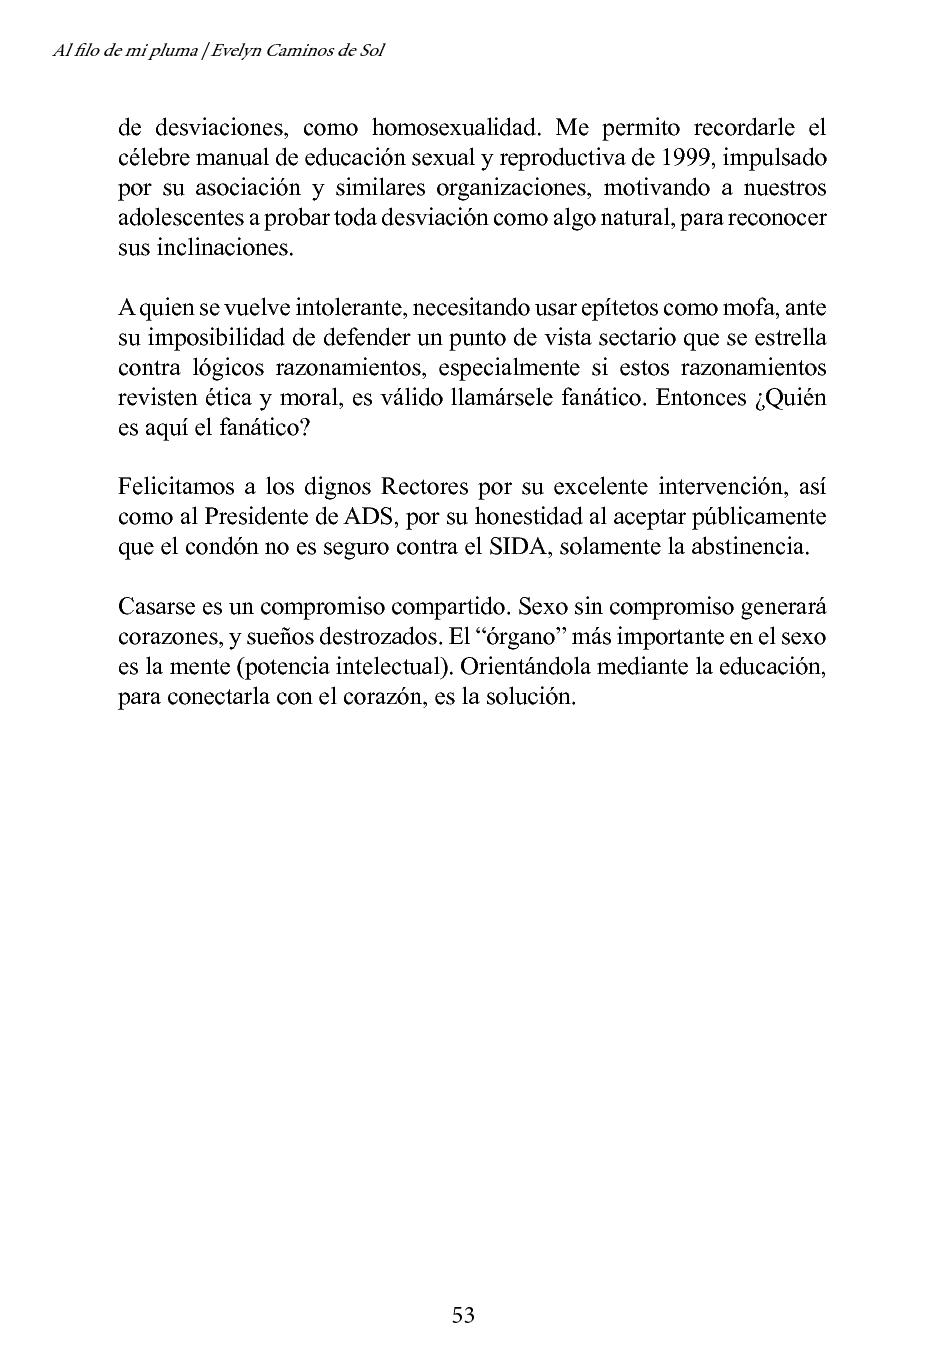 Al filo de mi pluma / Evelyn Caminos de Sol
de desviaciones, como homosexualidad. Me permito recordarle el
célebre manual de educación sexual y reproductiva de 1999, impulsado
por su asociación y similares organizaciones, motivando a nuestros
adolescentes a probar toda desviación como algo natural, para reconocer
sus inclinaciones.
A quien se vuelve intolerante, necesitando usar epítetos como mofa, ante
su imposibilidad de defender un punto de vista sectario que se estrella
contra lógicos razonamientos, especialmente si estos razonamientos
revisten ética y moral, es válido llamársele fanático. Entonces ¿Quién
es aquí el fanático?
Felicitamos a los dignos Rectores por su excelente intervención, así
como al Presidente de ADS, por su honestidad al aceptar públicamente
que el condón no es seguro contra el SIDA, solamente la abstinencia.
Casarse es un compromiso compartido. Sexo sin compromiso generará
corazones, y sueños destrozados. El “órgano” más importante en el sexo
es la mente (potencia intelectual). Orientándola mediante la educación,
para conectarla con el corazón, es la solución.
53